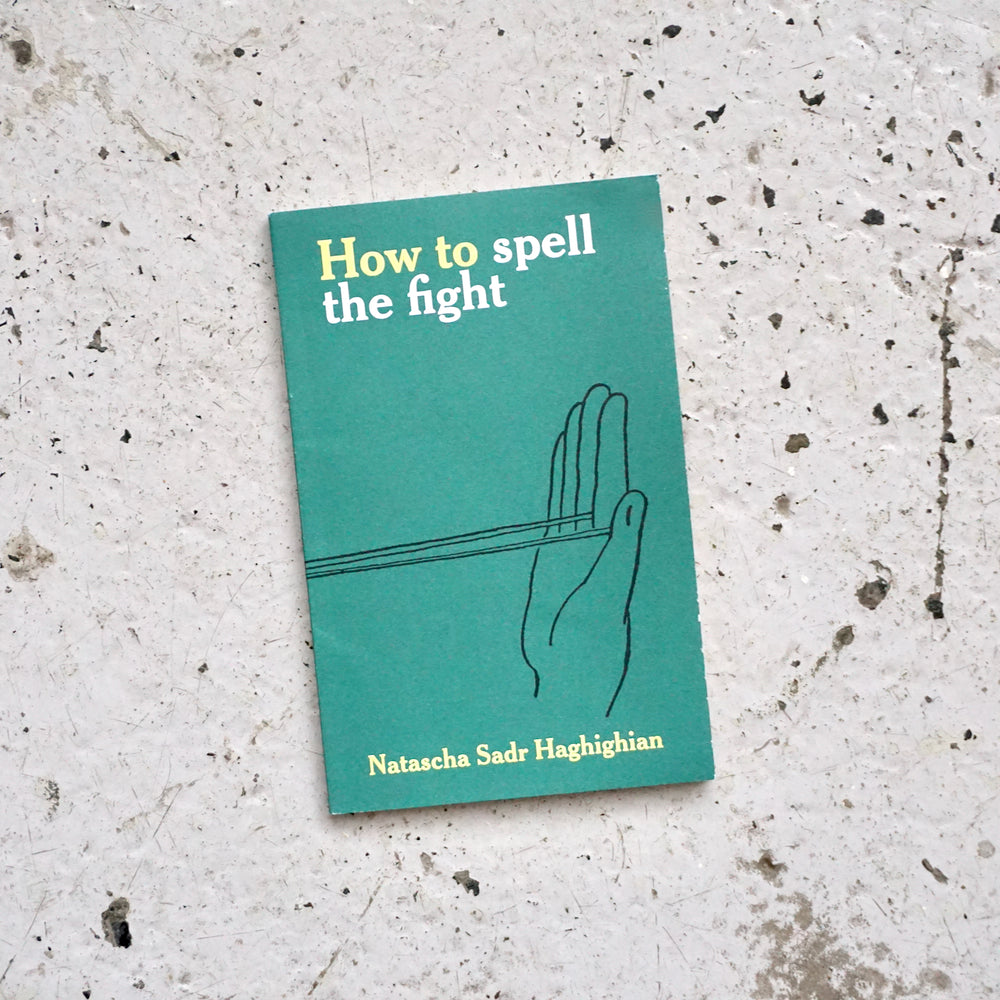 How to spell
the fight
Natascha Sadr Haghighian